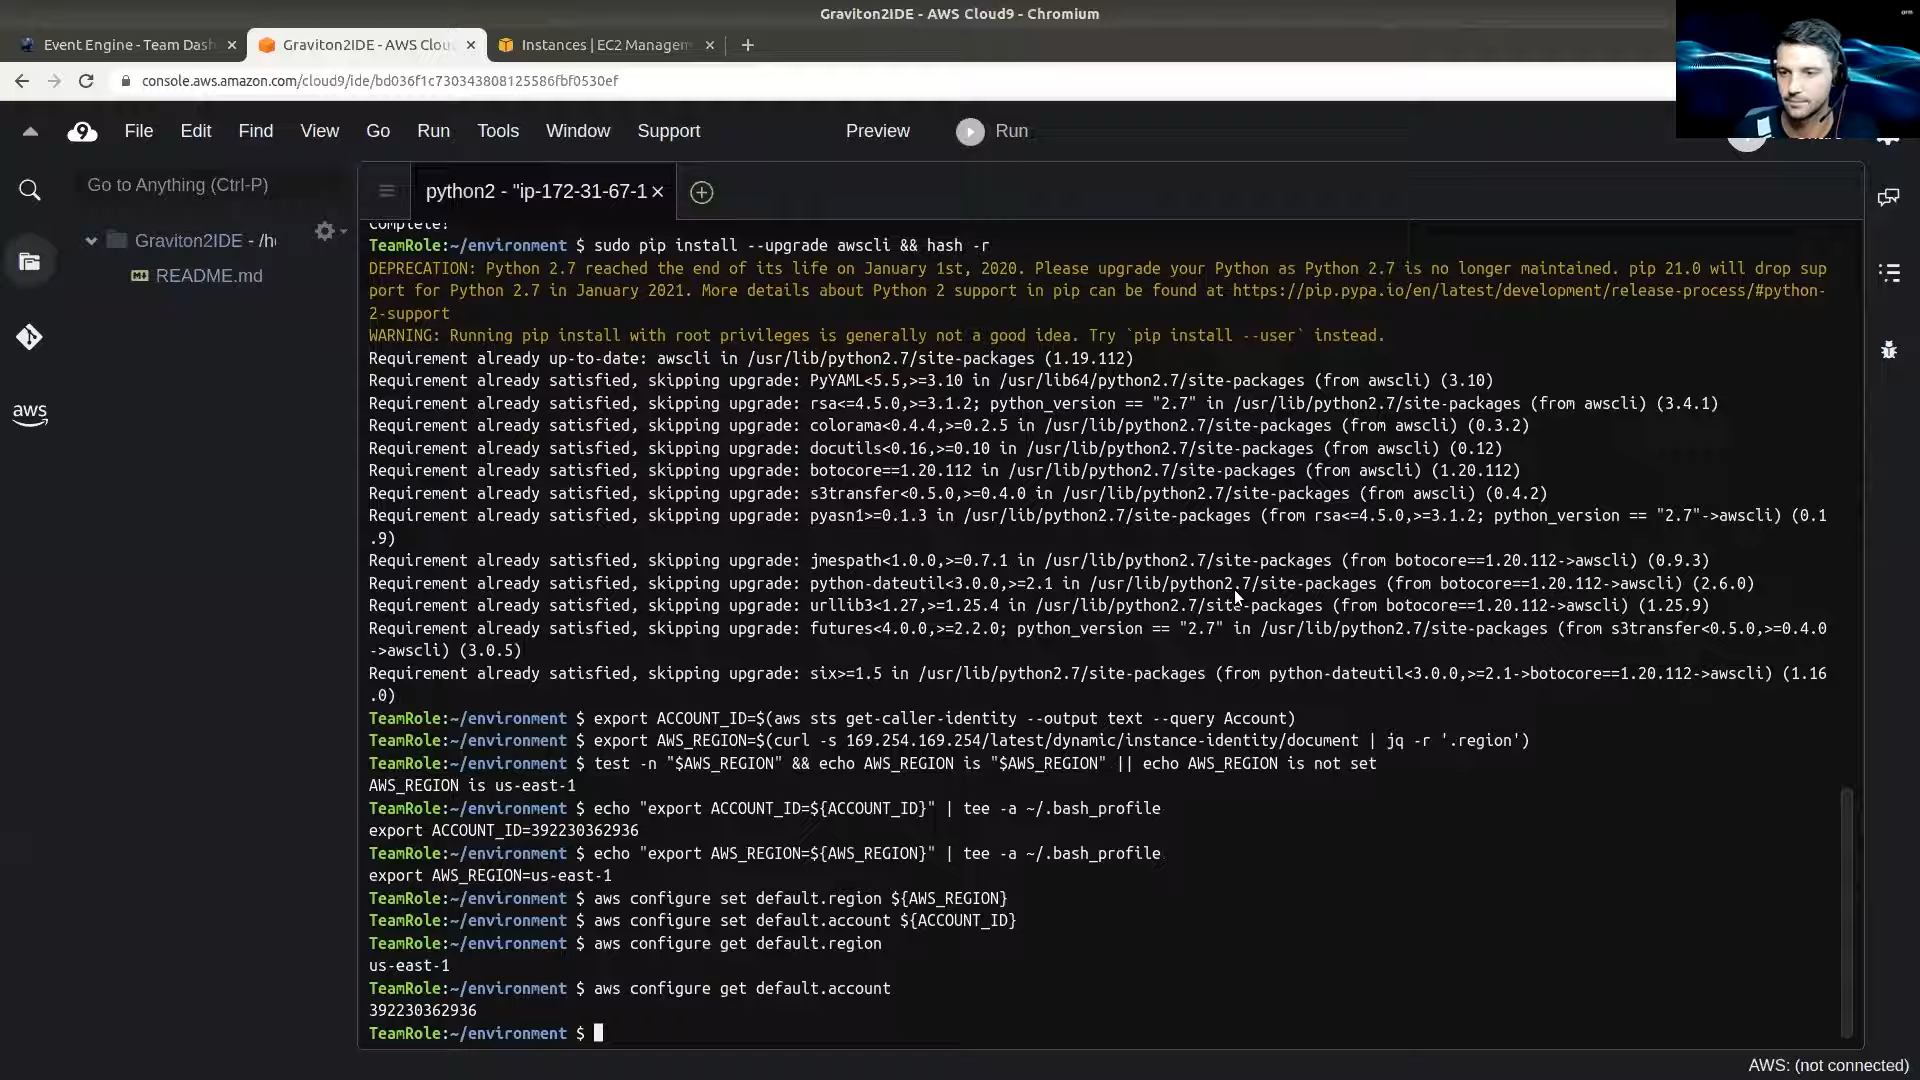 Graviton2IDE - AWS Cloud9 - Chromium
Event Engine - Team Dash
Graviton2IDE - AWS Clou
Instances | EC2 Managem
console.aws.amazon.com/cloud9/ide/bd036f1c730343808125586fbf0530ef
9 File Edit Find View Go Run Tools Window Support Preview Run
Go to Anything (Ctrl-P)
python2 - "ip-172-31-67-1
Graviton2IDE - /h
README.md
aws
Complete!
TeamRole:~/environment $ sudo pip install --upgrade awscli && hash -r
DEPRECATION: Python 2.7 reached the end of its life on January 1st, 2020. Please upgrade your Python as Python 2.7 is no longer maintained. pip 21.0 will drop sup
port for Python 2.7 in January 2021. More details about Python 2 support in pip can be found at https://pip.pypa.io/en/latest/development/release-process/#python-
2-support
WARNING: Running pip install with root privileges is generally not a good idea. Try `pip install --user` instead.
Requirement already up-to-date: awscli in /usr/lib/python2.7/site-packages (1.19.112)
Requirement already satisfied, skipping upgrade: PyYAML<5.5,>=3.10 in /usr/lib64/python2.7/site-packages (from awscli) (3.10)
Requirement already satisfied, skipping upgrade: rsa<=4.5.0,>=3.1.2; python_version == "2.7" in /usr/lib/python2.7/site-packages (from awscli) (3.4.1)
Requirement already satisfied, skipping upgrade: colorama<0.4.4,>=0.2.5 in /usr/lib/python2.7/site-packages (from awscli) (0.3.2)
Requirement already satisfied, skipping upgrade: docutils<0.16,>=0.10 in /usr/lib/python2.7/site-packages (from awscli) (0.12)
Requirement already satisfied, skipping upgrade: botocore==1.20.112 in /usr/lib/python2.7/site-packages (from awscli) (1.20.112)
Requirement already satisfied, skipping upgrade: s3transfer<0.5.0,>=0.4.0 in /usr/lib/python2.7/site-packages (from awscli) (0.4.2)
Requirement already satisfied, skipping upgrade: pyasn1>=0.1.3 in /usr/lib/python2.7/site-packages (from rsa<=4.5.0,>=3.1.2; python_version == "2.7"->awscli) (0.1
.9)
Requirement already satisfied, skipping upgrade: jmespath<1.0.0,>=0.7.1 in /usr/lib/python2.7/site-packages (from botocore==1.20.112->awscli) (0.9.3)
Requirement already satisfied, skipping upgrade: python-dateutil<3.0.0,>=2.1 in /usr/lib/python2.7/site-packages (from botocore==1.20.112->awscli) (2.6.0)
Requirement already satisfied, skipping upgrade: urllib3<1.27,>=1.25.4 in /usr/lib/python2.7/site-packages (from botocore==1.20.112->awscli) (1.25.9)
Requirement already satisfied, skipping upgrade: futures<4.0.0,>=2.2.0; python_version == "2.7" in /usr/lib/python2.7/site-packages (from s3transfer<0.5.0,>=0.4.0
->awscli) (3.0.5)
Requirement already satisfied, skipping upgrade: six>=1.5 in /usr/lib/python2.7/site-packages (from python-dateutil<3.0.0,>=2.1->botocore==1.20.112->awscli) (1.16
.0)
TeamRole:~/environment $ export ACCOUNT_ID=$(aws sts get-caller-identity --output text --query Account)
TeamRole:~/environment $ export AWS_REGION=$(curl -s 169.254.169.254/latest/dynamic/instance-identity/document | jq -r '.region')
TeamRole:~/environment $ test -n "$AWS_REGION" && echo AWS_REGION is "$AWS_REGION" || echo AWS_REGION is not set
AWS_REGION is us-east-1
TeamRole:~/environment $ echo "export ACCOUNT_ID=${ACCOUNT_ID}" | tee -a ~/.bash_profile
export ACCOUNT_ID=392230362936
TeamRole:~/environment $ echo "export AWS_REGION=${AWS_REGION}" | tee -a ~/.bash_profile
export AWS_REGION=us-east-1
TeamRole:~/environment $ aws configure set default.region ${AWS_REGION}
TeamRole:~/environment $ aws configure set default.account ${ACCOUNT_ID}
TeamRole:~/environment $ aws configure get default.region
us-east-1
TeamRole:~/environment $ aws configure get default.account
392230362936
TeamRole:~/environment $
AWS: (not connected)